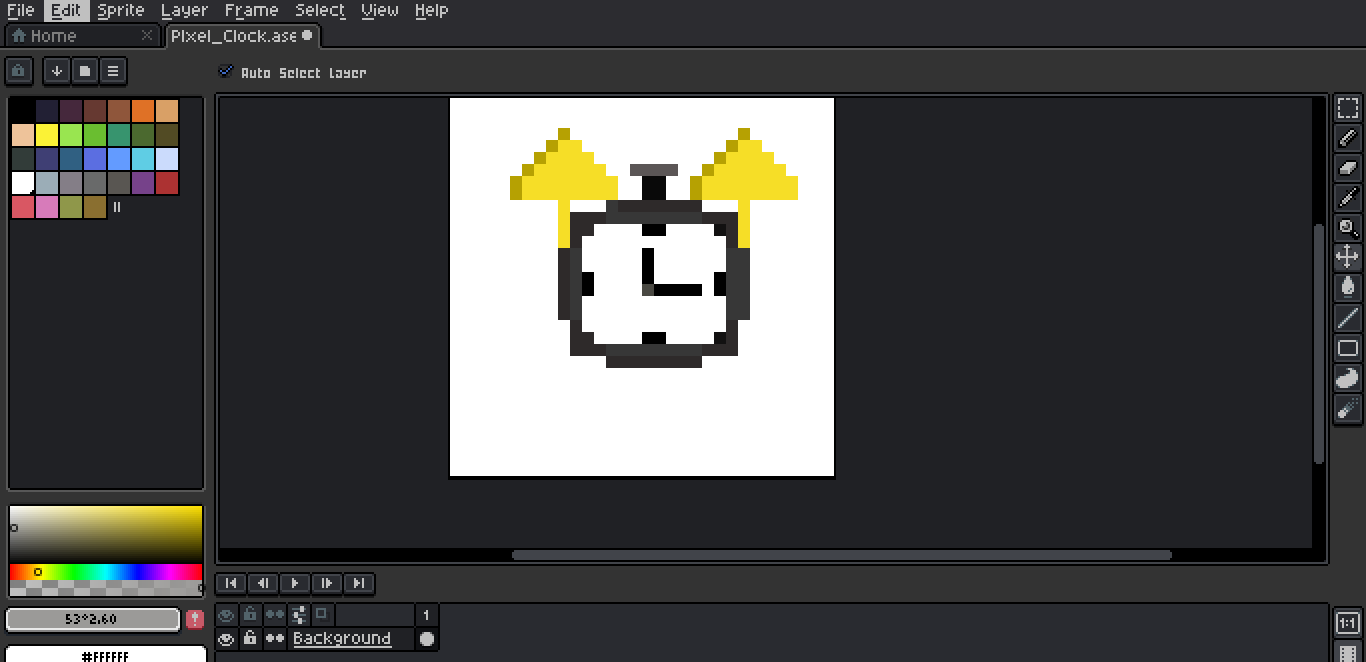 File Edit Sprite Layer Frame Select View Help
Home Pixel_Clock.ase
Auto Select Layer
1
53°2.60
Background
1:1
#FFFFFF